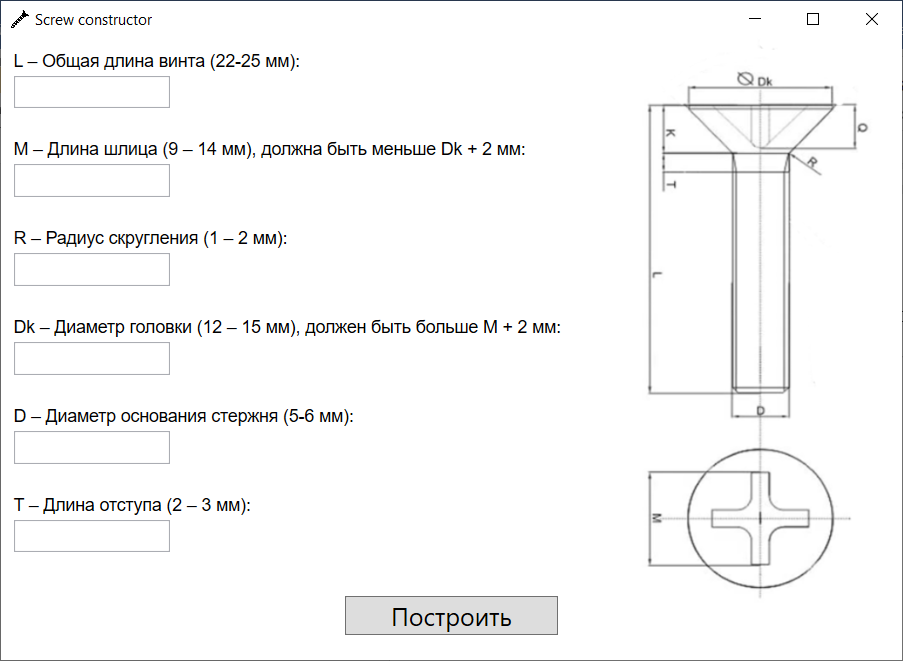 Screw constructor
L – Общая длина винта (22-25 мм):
M – Длина шлица (9 – 14 мм), должна быть меньше Dk + 2 мм:
R – Радиус скругления (1 – 2 мм):
Dk – Диаметр головки (12 – 15 мм), должен быть больше M + 2 мм:
D – Диаметр основания стержня (5-6 мм):
T – Длина отступа (2 – 3 мм):
Построить
∅ Dk
K
Q
R
T
L
D
M